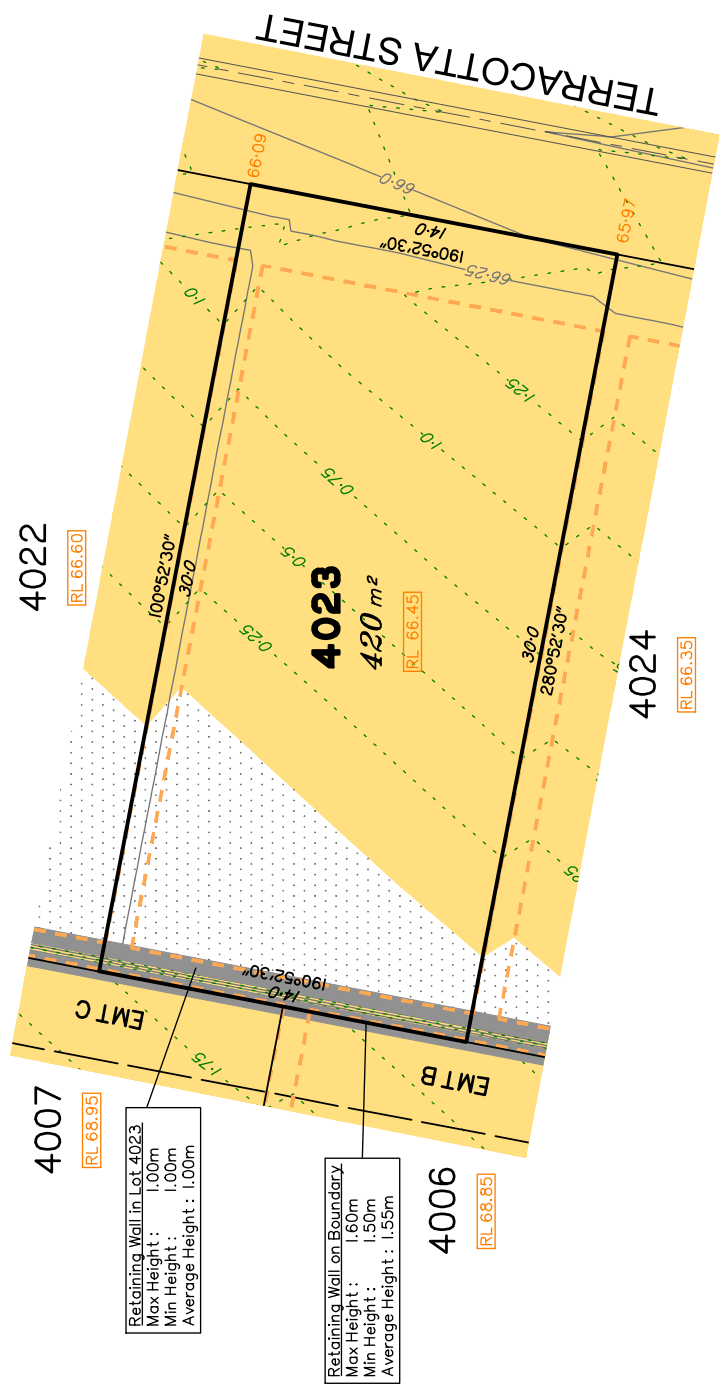 TERRACOTTA STREET
66·09
66·0
65·97
14·0
190°52'30"
66·25
1·0
1·25
1·0
0·75
0·5
0·25
4022
RL 66.60
100°52'30"
30·0
4023
420 m²
RL 66.45
30·0
280°52'30"
4024
RL 66.35
25
190°52'30"
14·0
EMT C
EMT B
1·75
4007
RL 68.95
Retaining Wall in Lot 4023
Max Height : 1.00m
Min Height : 1.00m
Average Height : 1.00m
Retaining Wall on Boundary
Max Height : 1.60m
Min Height : 1.50m
Average Height : 1.55m
4006
RL 68.85